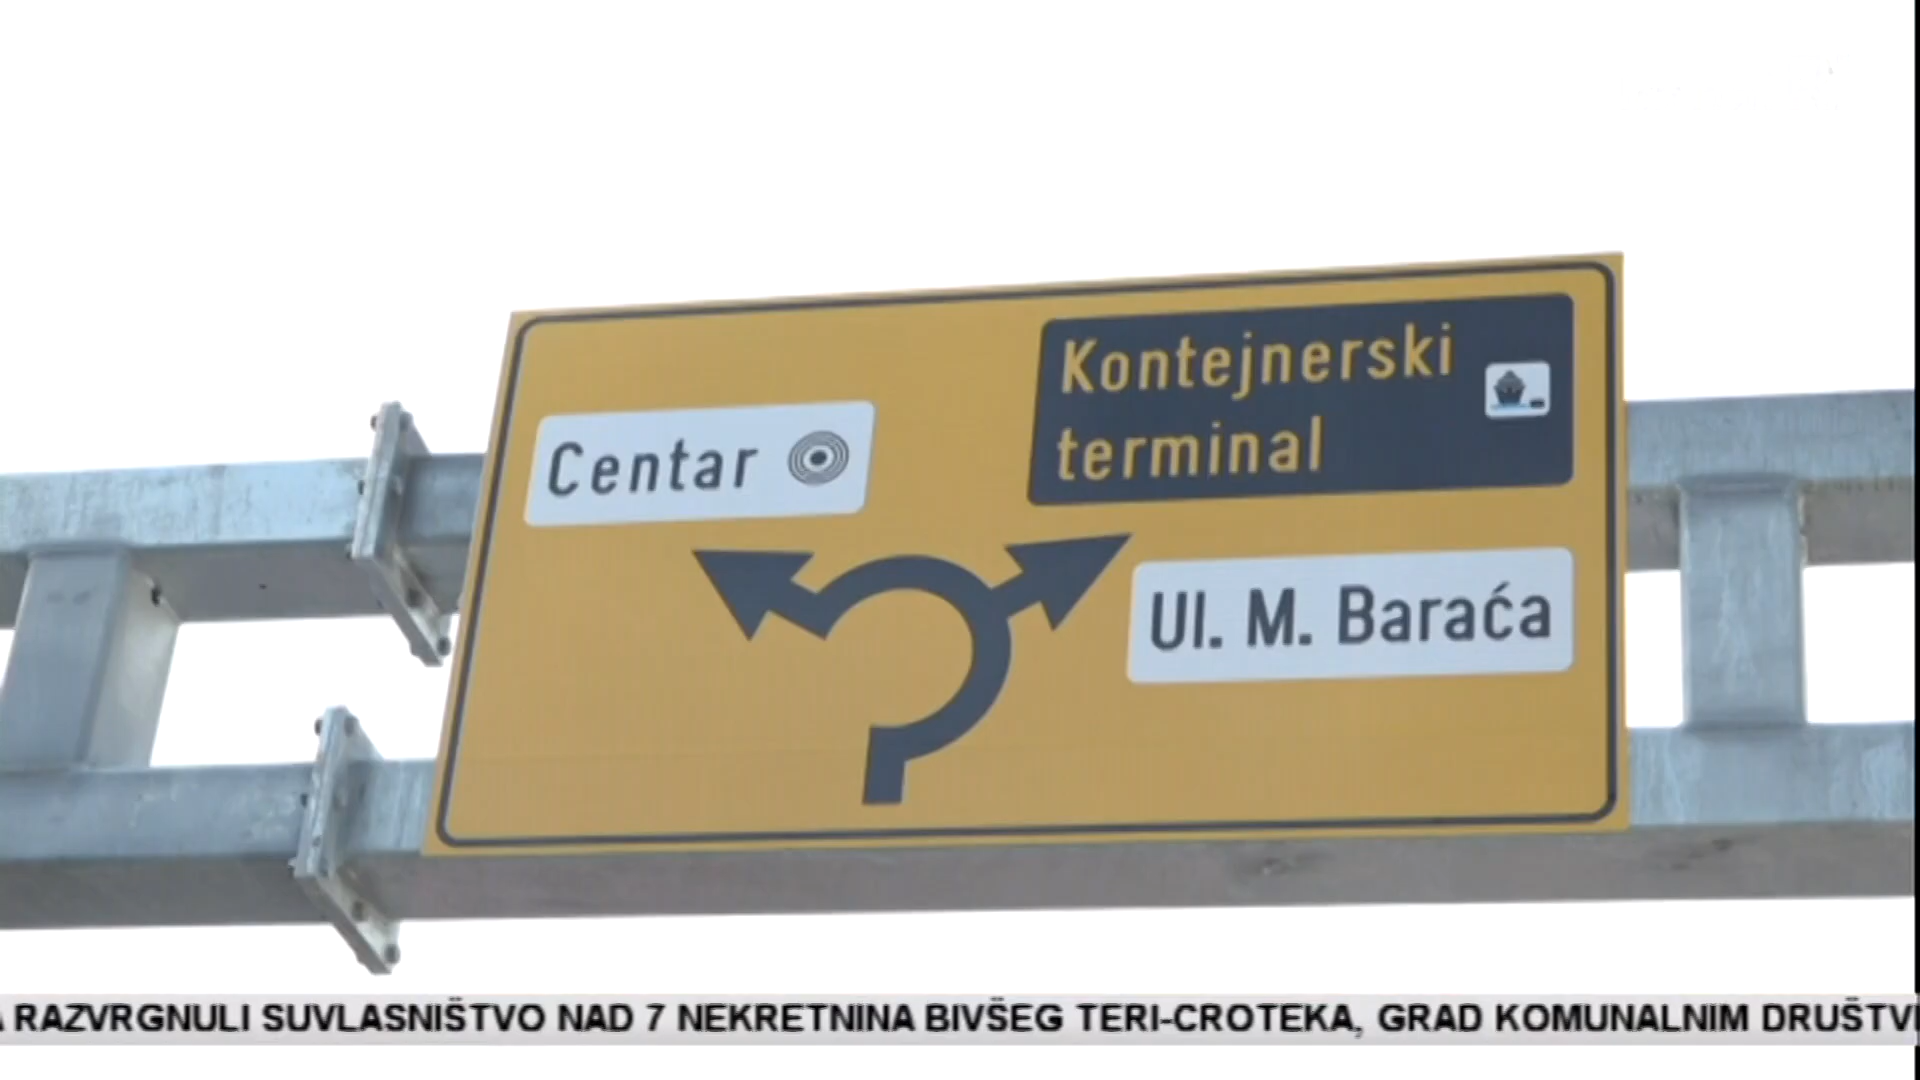 Kontejnerski
terminal
Centar
Ul. M. Baraća
RAZVRGNULI SUVLASNIŠTVO NAD 7 NEKRETNINA BIVŠEG TERI-CROTEKA, GRAD KOMUNALNIM DRUŠTV